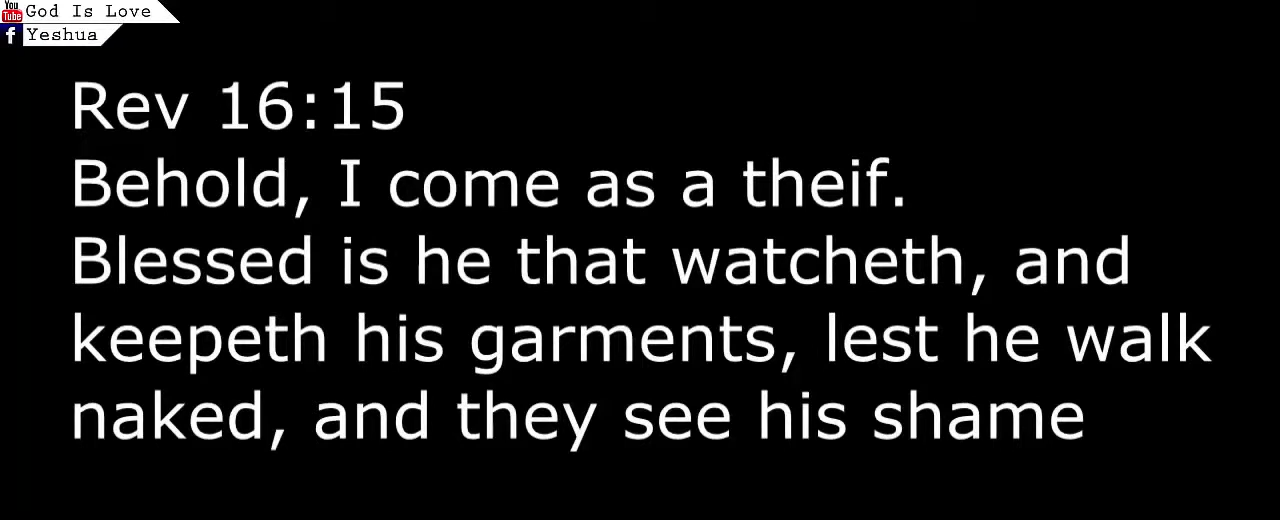 You
Tube
God Is Love
f Yeshua
Rev 16:15
Behold, I come as a theif.
Blessed is he that watcheth, and
keepeth his garments, lest he walk
naked, and they see his shame